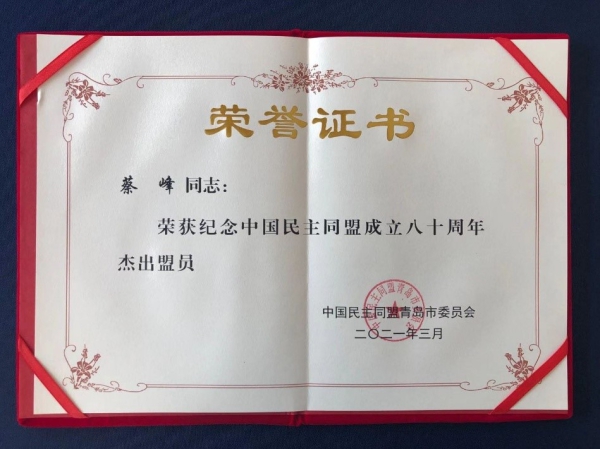 荣誉证书
蔡 峰 同志：
荣获纪念中国民主同盟成立八十周年
杰出盟员
中国民主同盟青岛市委员会
二〇二一年三月